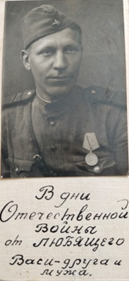 В дни
Отечественной
Войны
от ЛЮБЯЩЕГО
Васи-друга и
мужа.